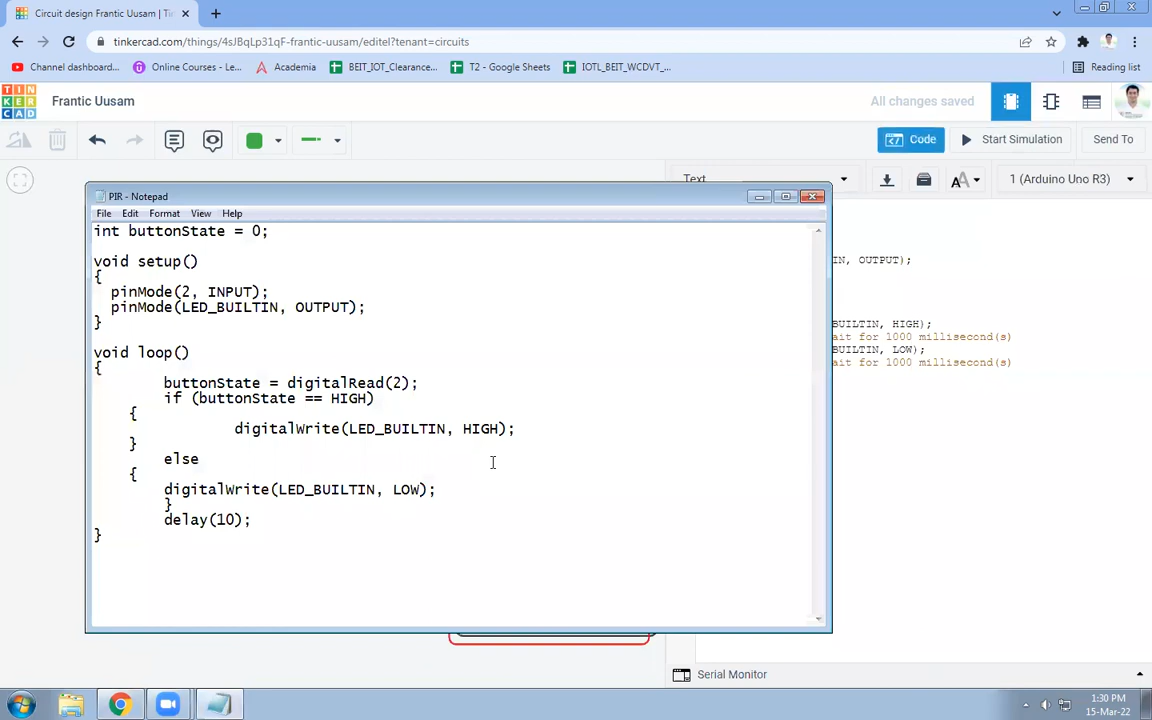 Circuit design Frantic Uusam | Tin
tinkercad.com/things/4sJBqLp31qF-frantic-uusam/editel?tenant=circuits
Channel dashboard... Online Courses - Le... Academia BEIT_IOT_Clearance... T2 - Google Sheets IOTL_BEIT_WCDVT_... Reading list
TIN
KER
CAD
Frantic Uusam All changes saved
Code Start Simulation Send To
Text 1 (Arduino Uno R3)
PIR - Notepad
File Edit Format View Help
int buttonState = 0;
void setup()
{
pinMode(2, INPUT);
pinMode(LED_BUILTIN, OUTPUT);
}
void loop()
{
buttonState = digitalRead(2);
if (buttonState == HIGH)
{
digitalWrite(LED_BUILTIN, HIGH);
}
else
{
digitalWrite(LED_BUILTIN, LOW);
}
delay(10);
}
IN, OUTPUT);
BUILTIN, HIGH);
ait for 1000 millisecond(s)
BUILTIN, LOW);
ait for 1000 millisecond(s)
Serial Monitor
1:30 PM
15-Mar-22